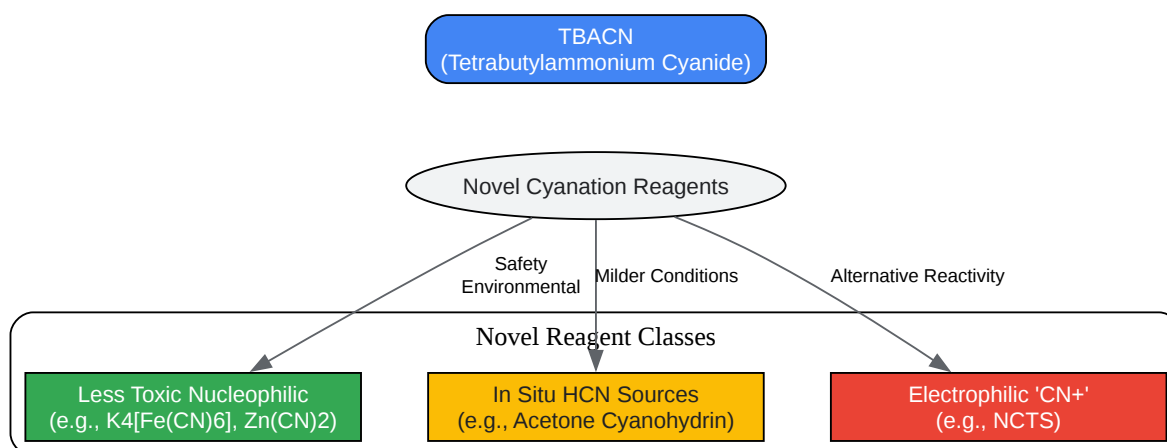 TBACN
(Tetrabutylammonium Cyanide)
Novel Cyanation Reagents
Safety
Environmental
Milder Conditions
Alternative Reactivity
Novel Reagent Classes
Less Toxic Nucleophilic
(e.g., K4[Fe(CN)6], Zn(CN)2)
In Situ HCN Sources
(e.g., Acetone Cyanohydrin)
Electrophilic 'CN+'
(e.g., NCTS)